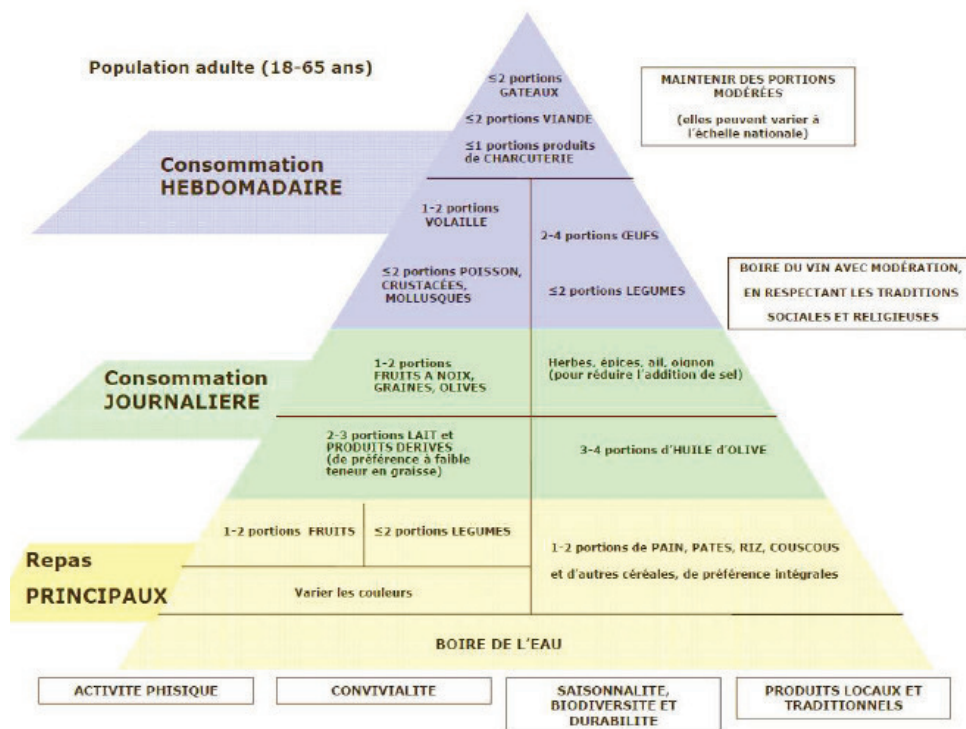 Population adulte (18-65 ans)
≤2 portions
GATEAUX
≤2 portions VIANDE
≤1 portions produits
de CHARCUTERIE
MAINTENIR DES PORTIONS
MODÉRÉES
(elles peuvent varier à
l'échelle nationale)
Consommation
HEBDOMADAIRE
1-2 portions
VOLAILLE
2-4 portions ŒUFS
≤2 portions POISSON,
CRUSTACÉES,
MOLLUSQUES
≤2 portions LEGUMES
BOIRE DU VIN AVEC MODÉRATION,
EN RESPECTANT LES TRADITIONS
SOCIALES ET RELIGIEUSES
Consommation
JOURNALIERE
1-2 portions
FRUITS A NOIX,
GRAINES, OLIVES
Herbes, épices, ail, oignon
(pour réduire l'addition de sel)
2-3 portions LAIT et
PRODUITS DERIVES
(de préférence à faible
teneur en graisse)
3-4 portions d'HUILE d'OLIVE
Repas
PRINCIPAUX
1-2 portions FRUITS
≤2 portions LEGUMES
1-2 portions de PAIN, PATES, RIZ, COUSCOUS
et d'autres céréales, de préférence intégrales
Varier les couleurs
BOIRE DE L'EAU
ACTIVITE PHISIQUE
CONVIVIALITE
SAISONNALITE,
BIODIVERSITE ET
DURABILITE
PRODUITS LOCAUX ET
TRADITIONNELS